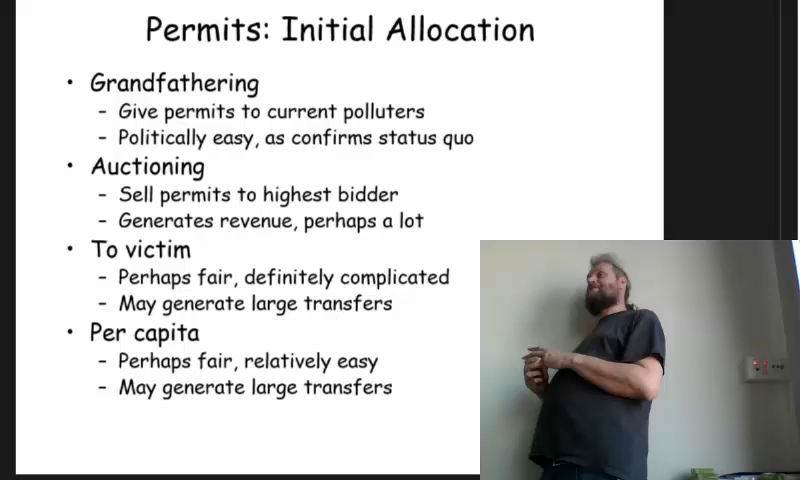 Permits: Initial Allocation
• Grandfathering
– Give permits to current polluters
– Politically easy, as confirms status quo
• Auctioning
– Sell permits to highest bidder
– Generates revenue, perhaps a lot
• To victim
– Perhaps fair, definitely complicated
– May generate large transfers
• Per capita
– Perhaps fair, relatively easy
– May generate large transfers